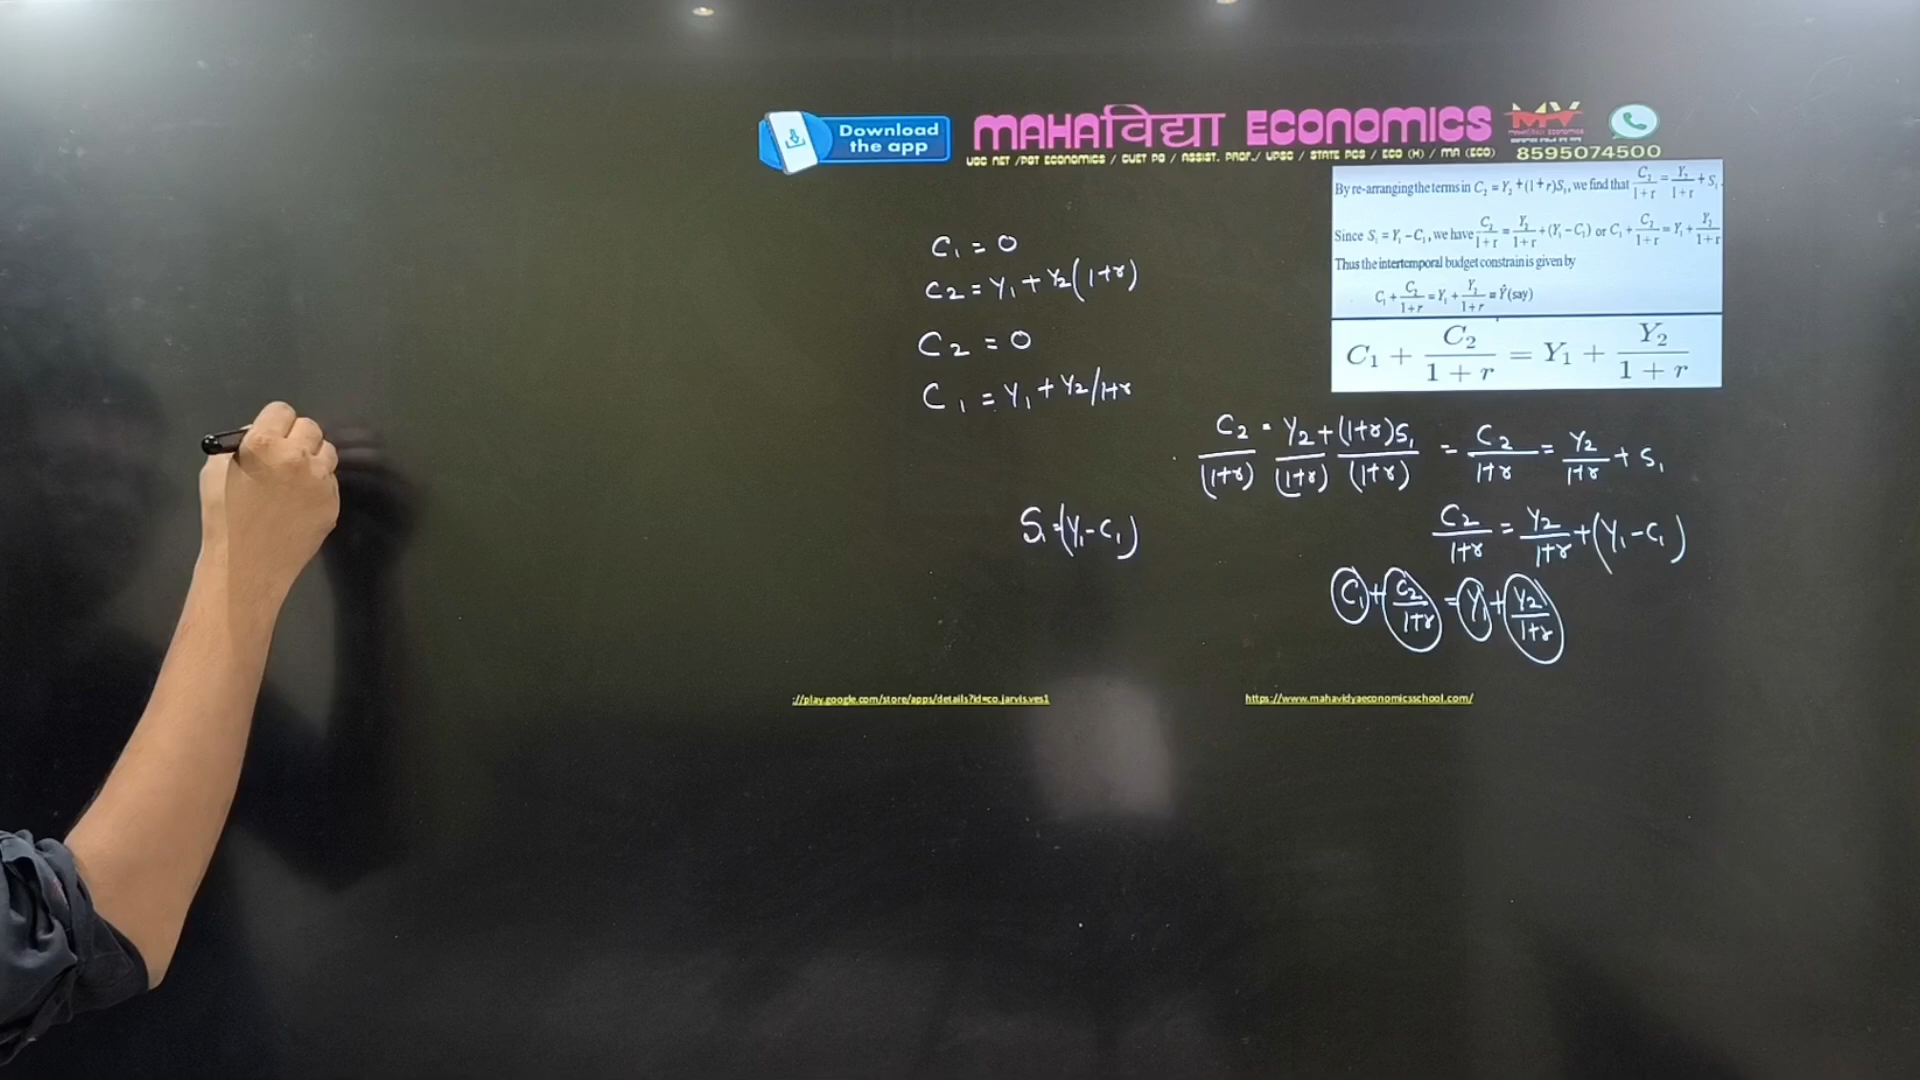 Download
the app
MAHAविद्या ECONOMICS
UGC NET /PGT ECONOMICS / CUET PG / ASSIST. PROF./ UPSC / STATE PCS / ECO (H) / MA (ECO)
8595074500
By re-arranging the terms in C₂ = Y₂ + (1+r)S₁, we find that C₂/1+r = Y₂/1+r + S₁.
Since S₁ = Y₁ - C₁, we have C₂/1+r = Y₂/1+r + (Y₁ - C₁) or C₁ + C₂/1+r = Y₁ + Y₂/1+r
Thus the intertemporal budget constrain is given by
C₁ + C₂/1+r = Y₁ + Y₂/1+r ≡ Ŷ (say)
C₁ + C₂/1+r = Y₁ + Y₂/1+r
C₁ = 0
C₂ = Y₁ + Y₂(1+r)
C₂ = 0
C₁ = Y₁ + Y₂/1+r
C₂/(1+r) = Y₂/(1+r) + (1+r)S₁/(1+r) = C₂/1+r = Y₂/1+r + S₁
S₁=(Y₁-C₁)
C₂/1+r = Y₂/1+r + (Y₁-C₁)
C₁ + C₂/1+r = Y₁ + Y₂/1+r
://play.google.com/store/apps/details?id=co.jarvis.ves1
https://www.mahavidyaeconomicsschool.com/